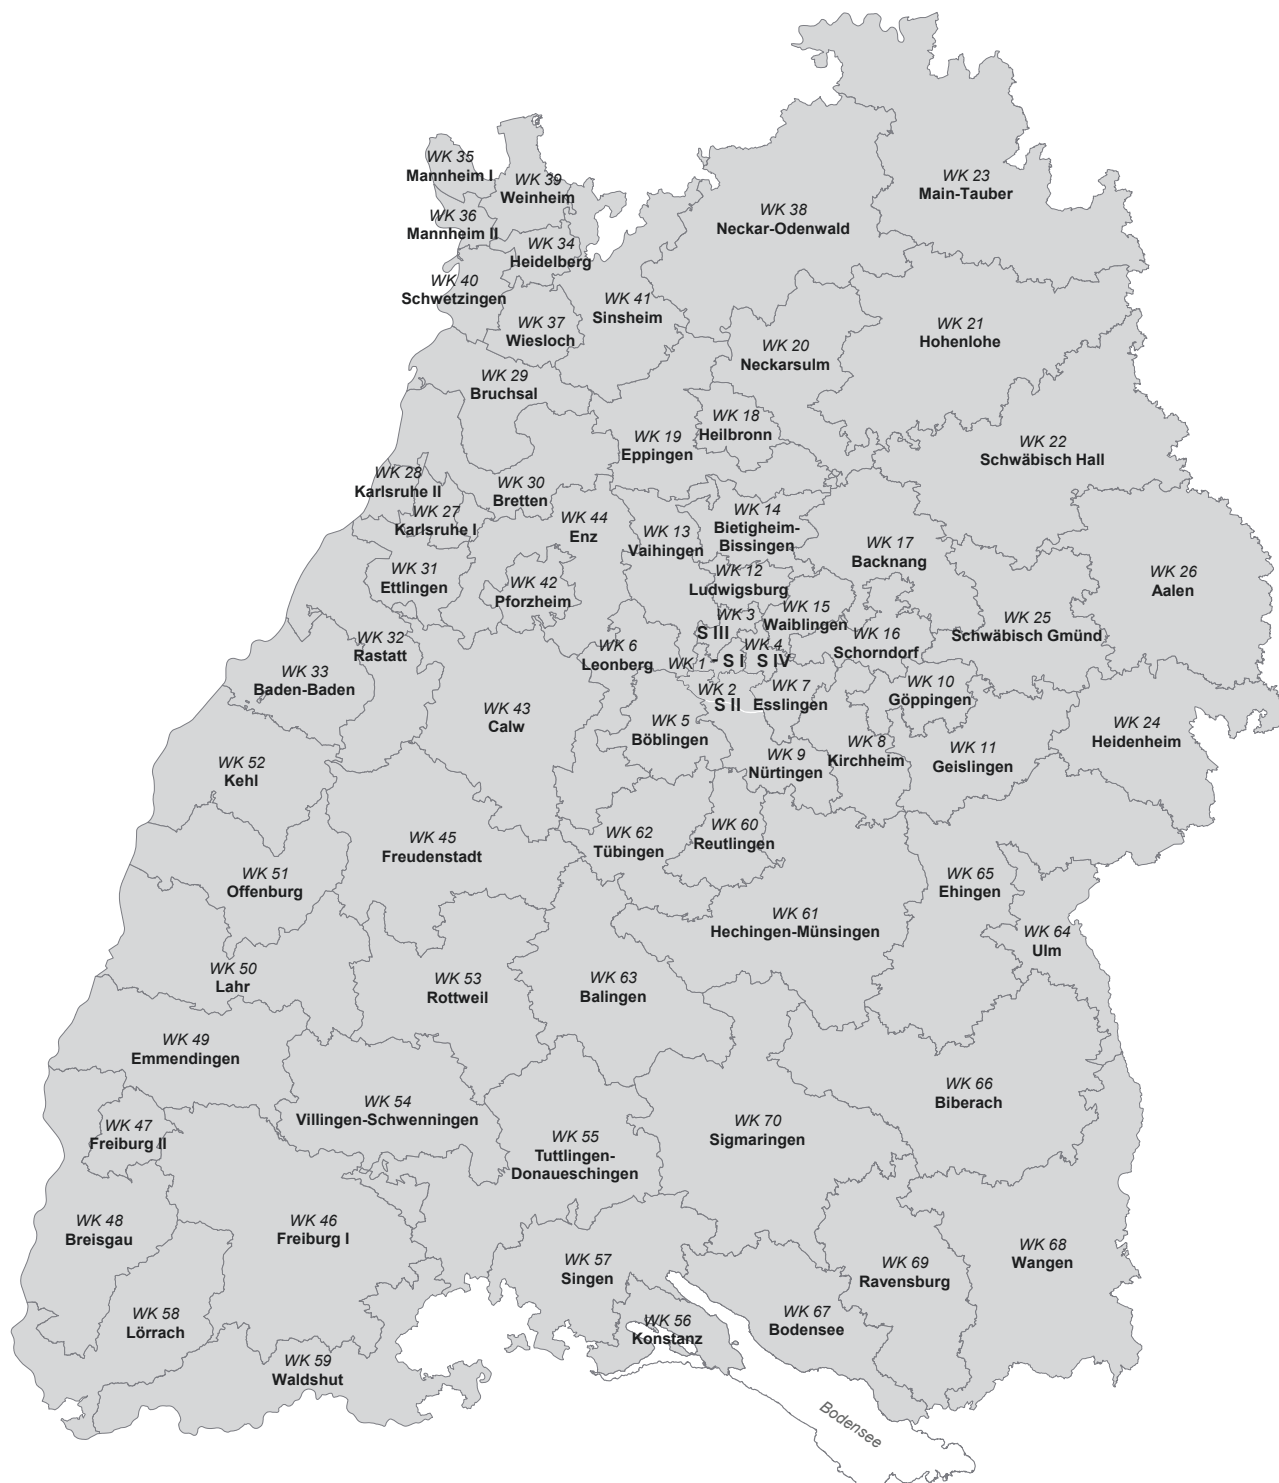 WK 35
Mannheim I
WK 39
Weinheim
WK 23
Main-Tauber
WK 36
Mannheim II
WK 38
Neckar-Odenwald
WK 34
Heidelberg
WK 40
Schwetzingen
WK 41
Sinsheim
WK 37
Wiesloch
WK 21
Hohenlohe
WK 20
Neckarsulm
WK 29
Bruchsal
WK 18
Heilbronn
WK 19
Eppingen
WK 22
Schwäbisch Hall
WK 28
Karlsruhe II
WK 30
Bretten
WK 27
Karlsruhe I
WK 44
Enz
WK 13
Vaihingen
WK 14
Bietigheim-
Bissingen
WK 17
Backnang
WK 26
Aalen
WK 31
Ettlingen
WK 42
Pforzheim
WK 12
Ludwigsburg
WK 3
S III
WK 15
Waiblingen
WK 25
Schwäbisch Gmünd
WK 16
Schorndorf
WK 32
Rastatt
WK 6
Leonberg
WK 4
S IV
WK 1 - S I
WK 33
Baden-Baden
WK 2
S II
WK 7
Esslingen
WK 10
Göppingen
WK 43
Calw
WK 5
Böblingen
WK 24
Heidenheim
WK 9
Nürtingen
WK 8
Kirchheim
WK 11
Geislingen
WK 52
Kehl
WK 45
Freudenstadt
WK 62
Tübingen
WK 60
Reutlingen
WK 51
Offenburg
WK 65
Ehingen
WK 61
Hechingen-Münsingen
WK 64
Ulm
WK 50
Lahr
WK 53
Rottweil
WK 63
Balingen
WK 49
Emmendingen
WK 66
Biberach
WK 54
Villingen-Schwenningen
WK 47
Freiburg II
WK 70
Sigmaringen
WK 55
Tuttlingen-
Donaueschingen
WK 48
Breisgau
WK 46
Freiburg I
WK 68
Wangen
WK 57
Singen
WK 69
Ravensburg
WK 58
Lörrach
WK 56
Konstanz
WK 67
Bodensee
WK 59
Waldshut
Bodensee